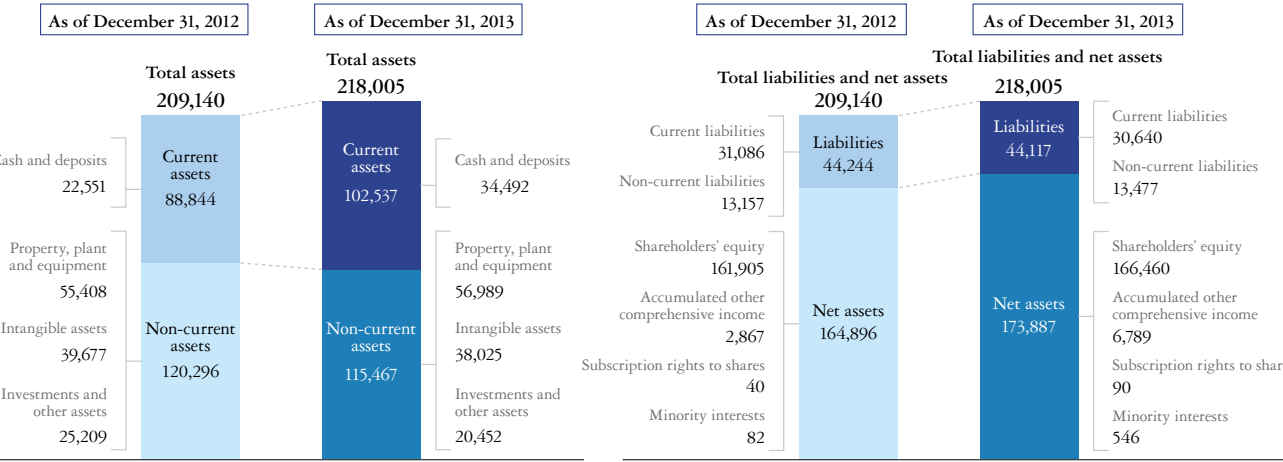 As of December 31, 2012
As of December 31, 2013
Total assets
209,140
Total assets
218,005
Cash and deposits
22,551
Current
assets
88,844
Current
assets
102,537
Cash and deposits
34,492
Property, plant
and equipment
55,408
Intangible assets
39,677
Investments and
other assets
25,209
Non-current
assets
120,296
Non-current
assets
115,467
Property, plant
and equipment
56,989
Intangible assets
38,025
Investments and
other assets
20,452
As of December 31, 2012
As of December 31, 2013
Total liabilities and net assets
209,140
Total liabilities and net assets
218,005
Current liabilities
31,086
Non-current liabilities
13,157
Liabilities
44,244
Liabilities
44,117
Current liabilities
30,640
Non-current liabilities
13,477
Shareholders' equity
161,905
Accumulated other
comprehensive income
2,867
Subscription rights to shares
40
Minority interests
82
Net assets
164,896
Net assets
173,887
Shareholders' equity
166,460
Accumulated other
comprehensive income
6,789
Subscription rights to shar
90
Minority interests
546